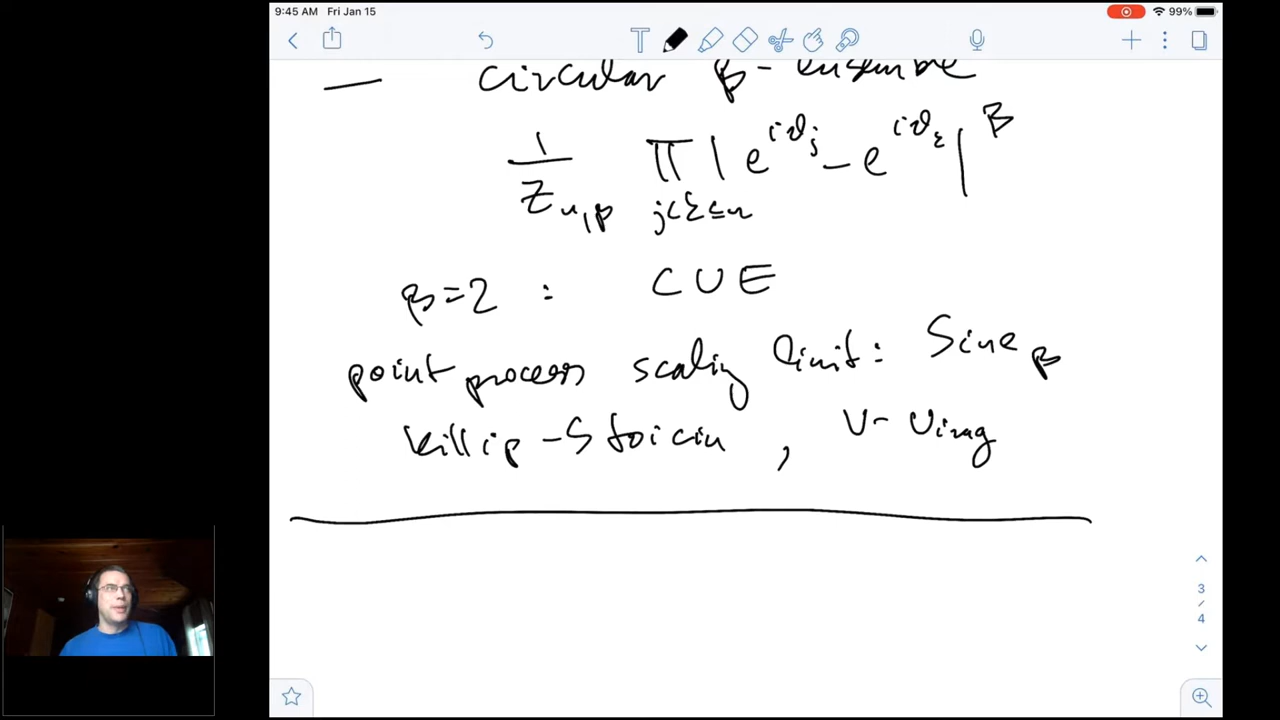 9:45 AM Fri Jan 15
99%
— circular β-ensemble
1/Z_{n,β} ∏_{j<k≤n} |e^{iϑ_j} - e^{iϑ_k}|^β
β=2 : CUE
point process scaling limit: Sine_β
Killip-Stoiciu, V-Virag
3/4